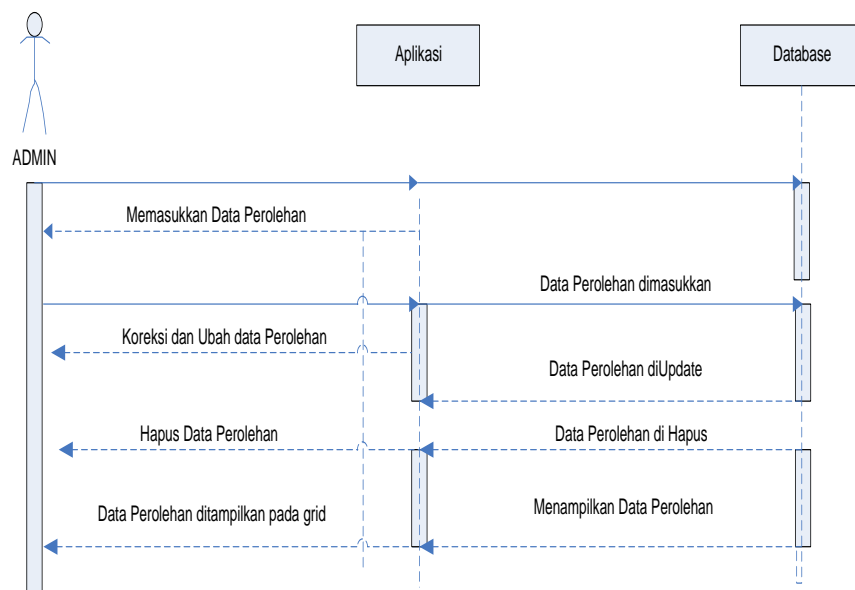 Aplikasi
Database
ADMIN
Memasukkan Data Perolehan
Data Perolehan dimasukkan
Koreksi dan Ubah data Perolehan
Data Perolehan diUpdate
Hapus Data Perolehan
Data Perolehan di Hapus
Menampilkan Data Perolehan
Data Perolehan ditampilkan pada grid